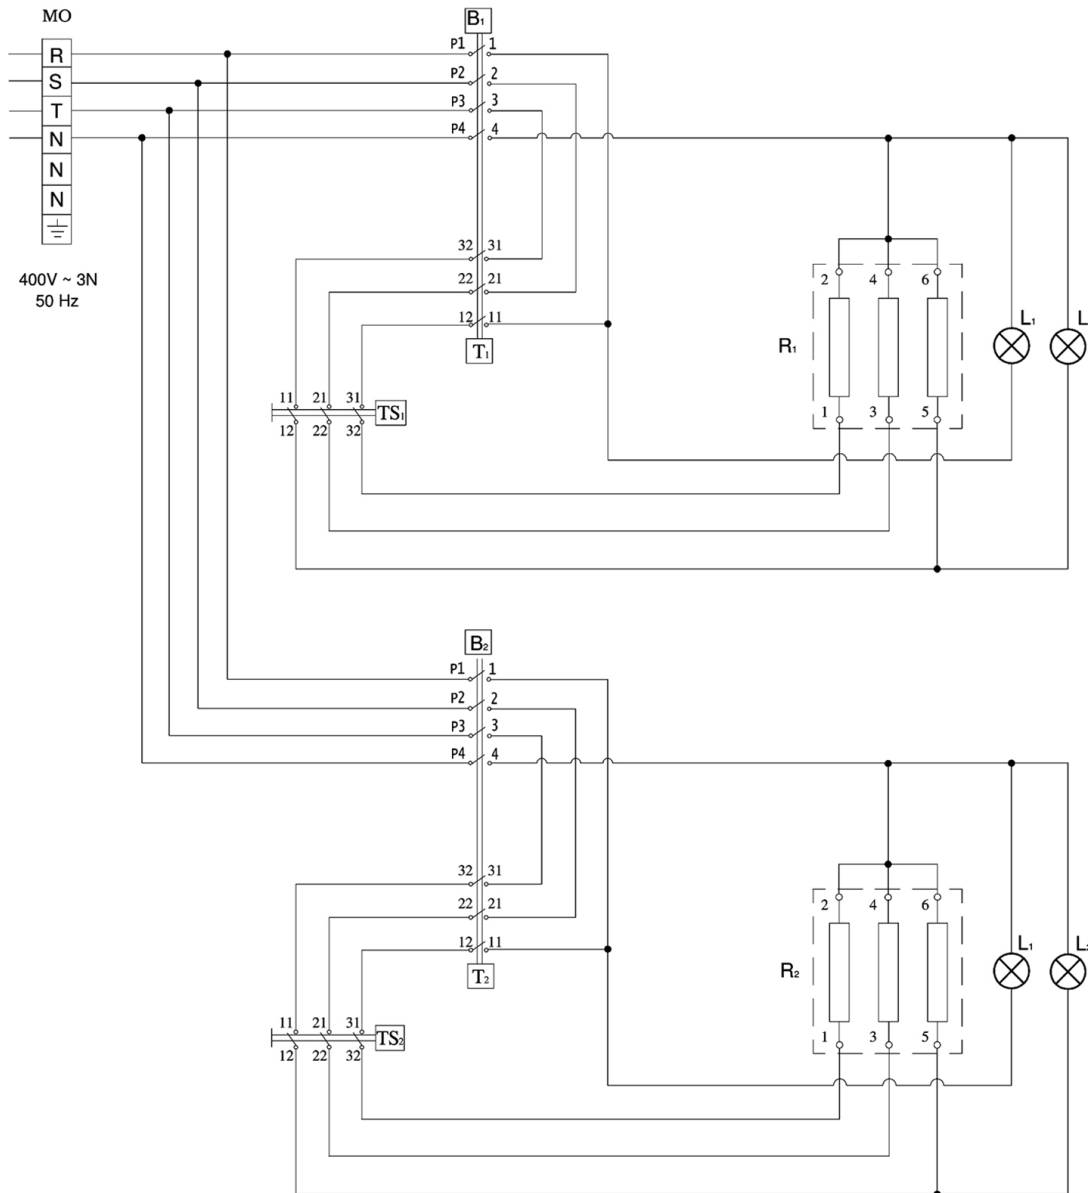 MO
B₁
R P1 1
S P2 2
T P3 3
N P4 4
N
N
400V ~ 3N
50 Hz
32 31
22 21
12 11
T₁
2 4 6
R₁
L₁ L
1 3 5
11 21 31
TS₁
12 22 32
B₂
P1 1
P2 2
P3 3
P4 4
32 31
22 21
12 11
T₂
2 4 6
R₂
L₁ L
1 3 5
11 21 31
TS₂
12 22 32